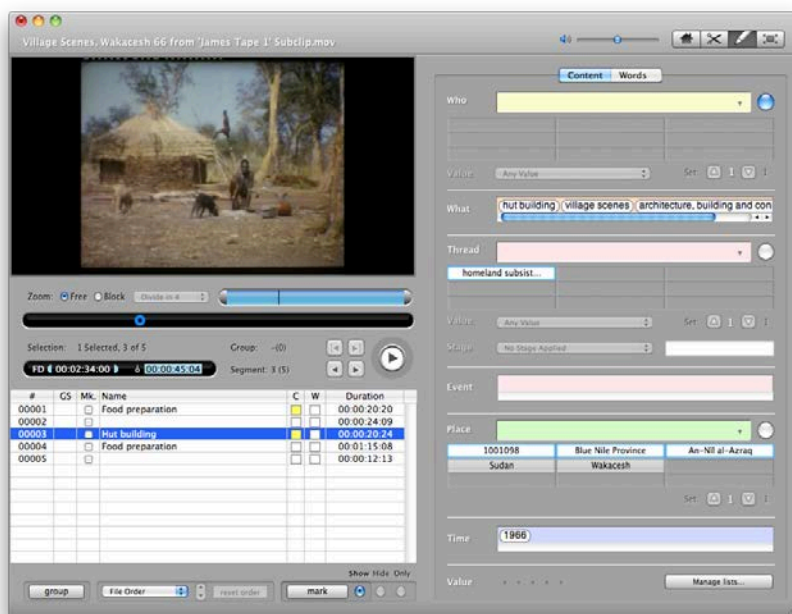 Village Scenes, Wakacesh 66 from 'James Tape 1' Subclip.mov
Content Words
Who
Value Any Value Set 1 1
What hut building village scenes architecture, building and con
Thread
homeland subsist...
Value Any Value Set 1 1
Stage No Stage Applied
Event
Place
1001098 Blue Nile Province An-Nīl al-Azraq
Sudan Wakacesh
Set 1 1
Time 1966
Value Manage lists...
Zoom: Free Block Divide in 4
Selection: 1 Selected, 3 of 5 Group: -(0)
FD 00:02:34:00 00:00:45:04 Segment: 3 (5)
# GS Mk. Name C W Duration
00001 Food preparation 00:00:20:20
00002 00:00:24:09
00003 Hut building 00:00:20:24
00004 Food preparation 00:01:15:08
00005 00:00:12:13
Show Hide Only
group File Order reset order mark